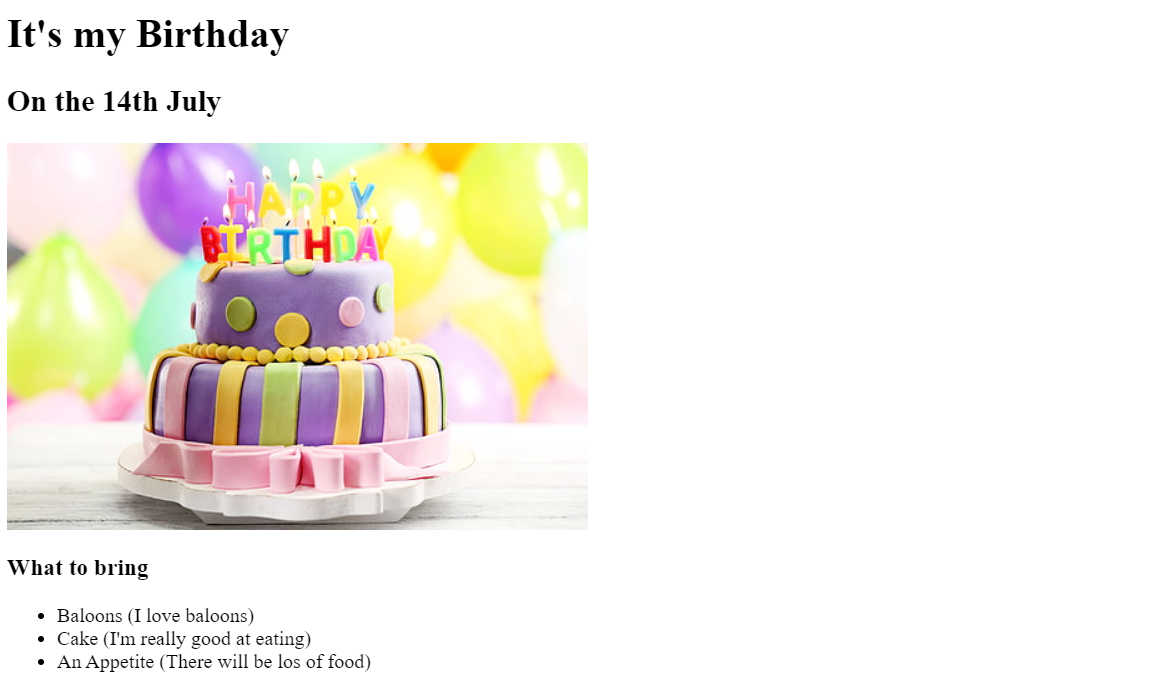 It's my Birthday
On the 14th July
HAPPY
BIRTHDAY
What to bring
Baloons (I love baloons)
Cake (I'm really good at eating)
An Appetite (There will be los of food)